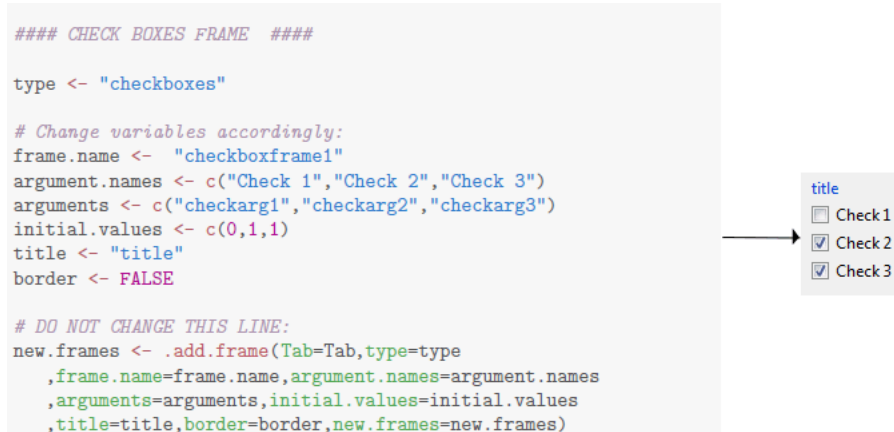 #### CHECK BOXES FRAME ####
type <- "checkboxes"
# Change variables accordingly:
frame.name <- "checkboxframe1"
argument.names <- c("Check 1","Check 2","Check 3")
arguments <- c("checkarg1","checkarg2","checkarg3")
initial.values <- c(0,1,1)
title <- "title"
border <- FALSE
# DO NOT CHANGE THIS LINE:
new.frames <- .add.frame(Tab=Tab,type=type
,frame.name=frame.name,argument.names=argument.names
,arguments=arguments,initial.values=initial.values
,title=title,border=border,new.frames=new.frames)
title
Check 1
Check 2
Check 3